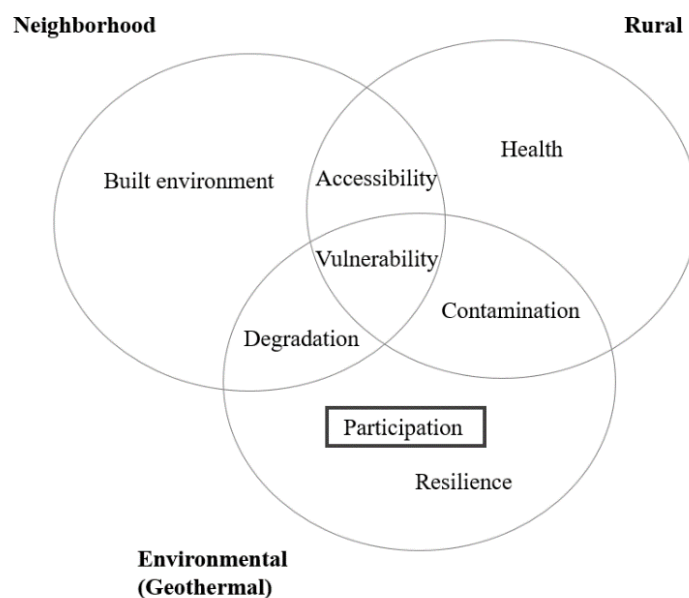 Neighborhood
Rural
Health
Built environment
Accessibility
Vulnerability
Contamination
Degradation
Participation
Resilience
Environmental
(Geothermal)